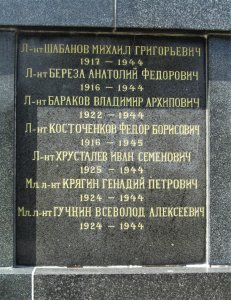 Л-нт ШАБАНОВ МИХАИЛ ГРИГОРЬЕВИЧ
1917 – 1944
Л-нт БЕРЕЗА АНАТОЛИЙ ФЕДОРОВИЧ
1916 – 1944
Л-нт БАРАКОВ ВЛАДИМИР АРХИПОВИЧ
1922 – 1944
Л-нт КОСТОЧЕНКОВ ФЕДОР БОРИСОВИЧ
1916 – 1945
Л-нт ХРУСТАЛЕВ ИВАН СЕМЕНОВИЧ
1925 – 1944
Мл. л-нт КРЯГИН ГЕНАДИЙ ПЕТРОВИЧ
1924 – 1944
Мл. л-нт ГУЧНИН ВСЕВОЛОД АЛЕКСЕЕВИЧ
1924 – 1944